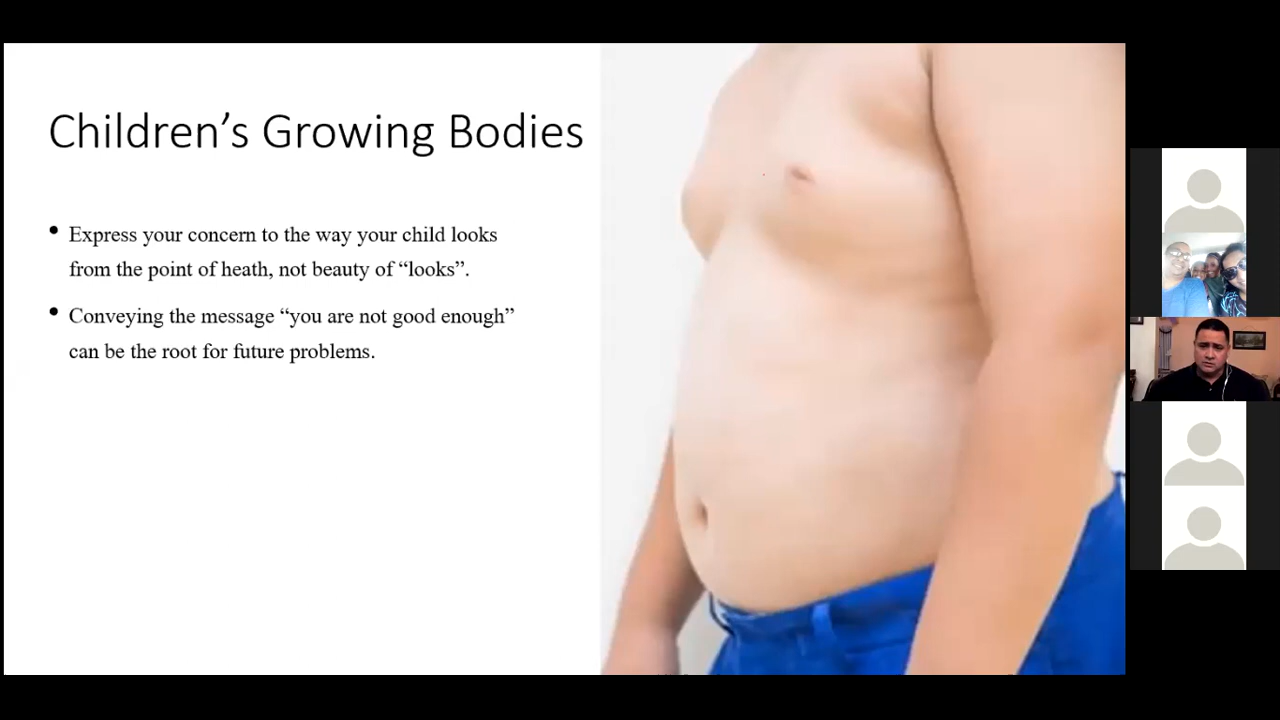 Children’s Growing Bodies
• Express your concern to the way your child looks
from the point of heath, not beauty of “looks”.
• Conveying the message “you are not good enough”
can be the root for future problems.